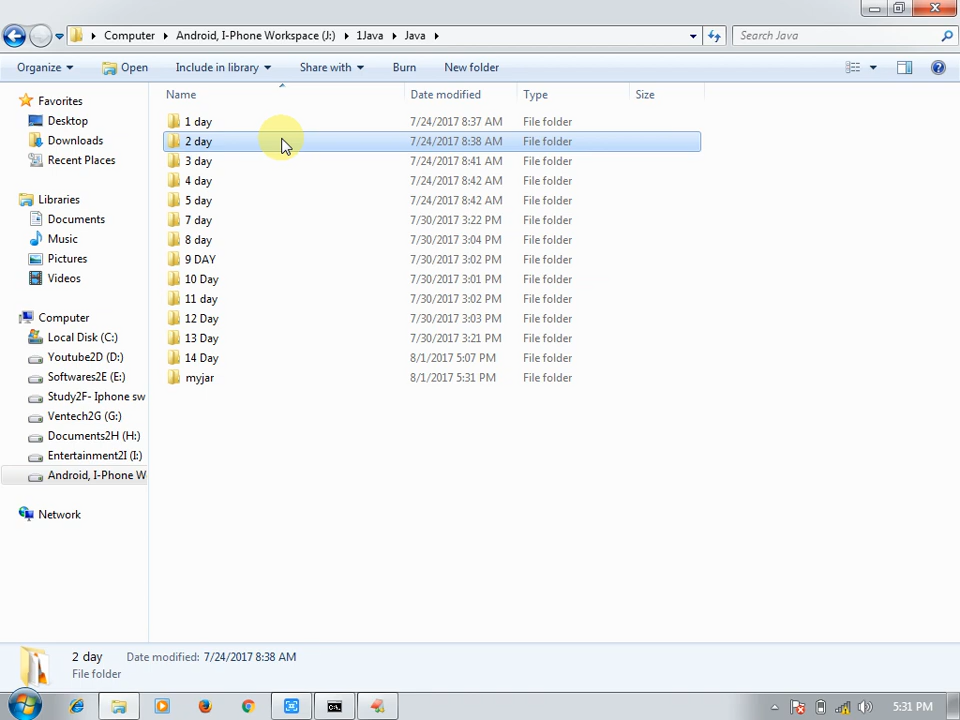 Computer Android, I-Phone Workspace (J:) 1Java Java Search Java
Organize Open Include in library Share with Burn New folder
Name Date modified Type Size
Favorites
Desktop
Downloads
Recent Places
Libraries
Documents
Music
Pictures
Videos
Computer
Local Disk (C:)
Youtube2D (D:)
Softwares2E (E:)
Study2F- Iphone sw
Ventech2G (G:)
Documents2H (H:)
Entertainment2I (I:)
Android, I-Phone W
Network
1 day 7/24/2017 8:37 AM File folder
2 day 7/24/2017 8:38 AM File folder
3 day 7/24/2017 8:41 AM File folder
4 day 7/24/2017 8:42 AM File folder
5 day 7/24/2017 8:42 AM File folder
7 day 7/30/2017 3:22 PM File folder
8 day 7/30/2017 3:04 PM File folder
9 DAY 7/30/2017 3:02 PM File folder
10 Day 7/30/2017 3:01 PM File folder
11 day 7/30/2017 3:02 PM File folder
12 Day 7/30/2017 3:03 PM File folder
13 Day 7/30/2017 3:21 PM File folder
14 Day 8/1/2017 5:07 PM File folder
myjar 8/1/2017 5:31 PM File folder
2 day Date modified: 7/24/2017 8:38 AM
File folder
5:31 PM